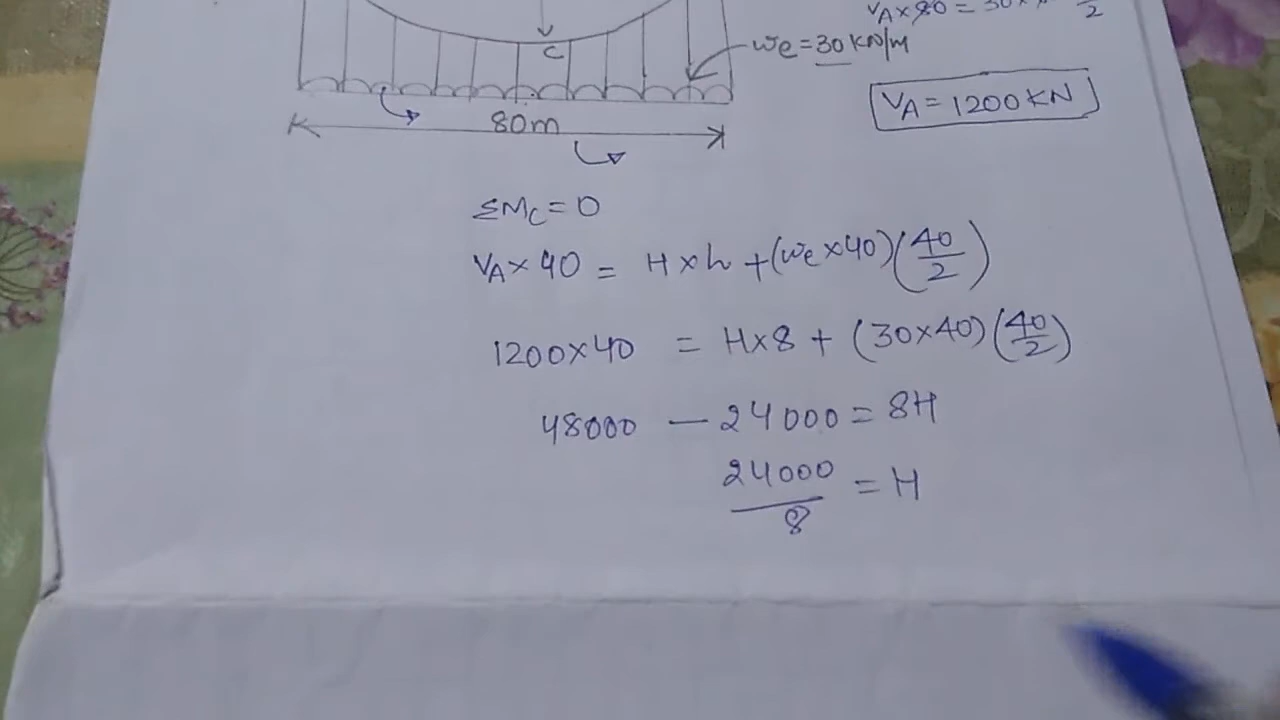 VA × 80 = 30 × 
2
we = 30 KN/m
C
VA = 1200 KN
80m
ΣMC = 0
VA × 40 = H × h + (we × 40) (40/2)
1200 × 40 = H × 8 + (30 × 40) (40/2)
48000 — 24000 = 8H
24000/8 = H